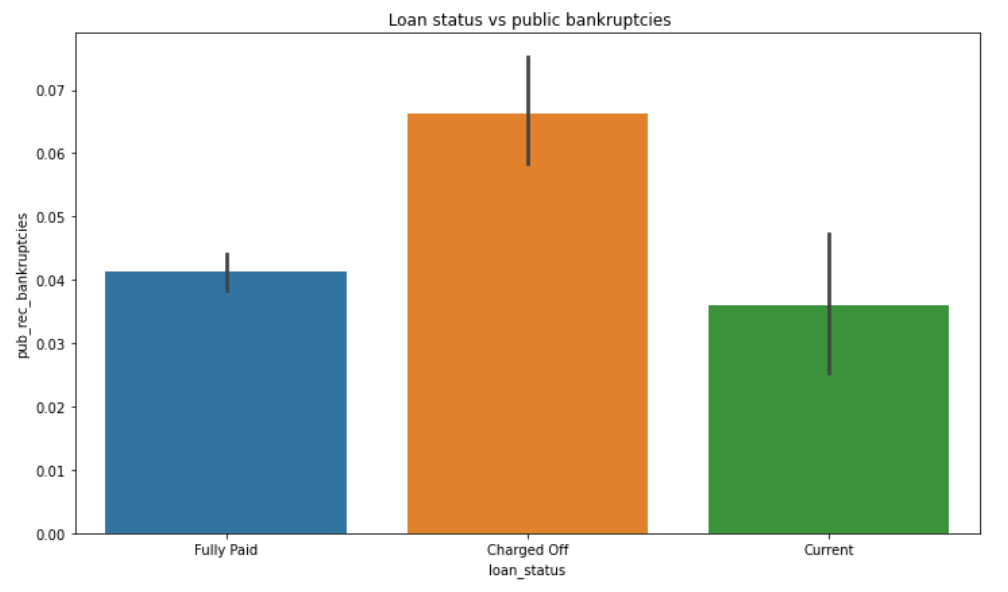 Loan status vs public bankruptcies
pub_rec_bankruptcies
0.07
0.06
0.05
0.04
0.03
0.02
0.01
0.00
Fully Paid
Charged Off
Current
loan_status